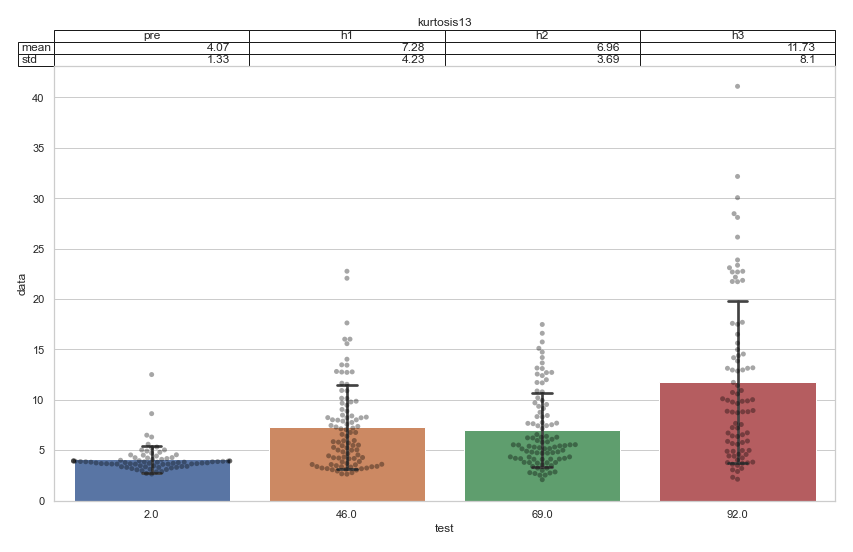 kurtosis13
pre h1 h2 h3
mean 4.07 7.28 6.96 11.73
std 1.33 4.23 3.69 8.1
40
35
30
25
20
15
10
5
0
data
2.0 46.0 69.0 92.0
test